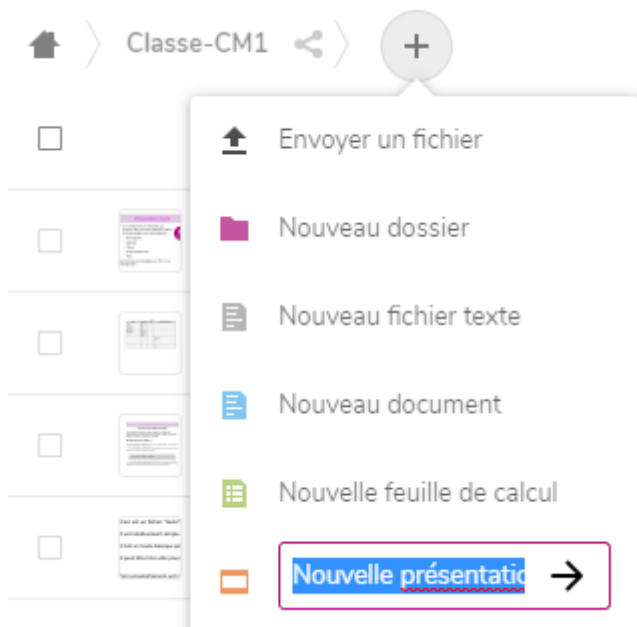 Classe-CM1
Envoyer un fichier
Nouveau dossier
Nouveau fichier texte
Nouveau document
Nouvelle feuille de calcul
Nouvelle présentatio